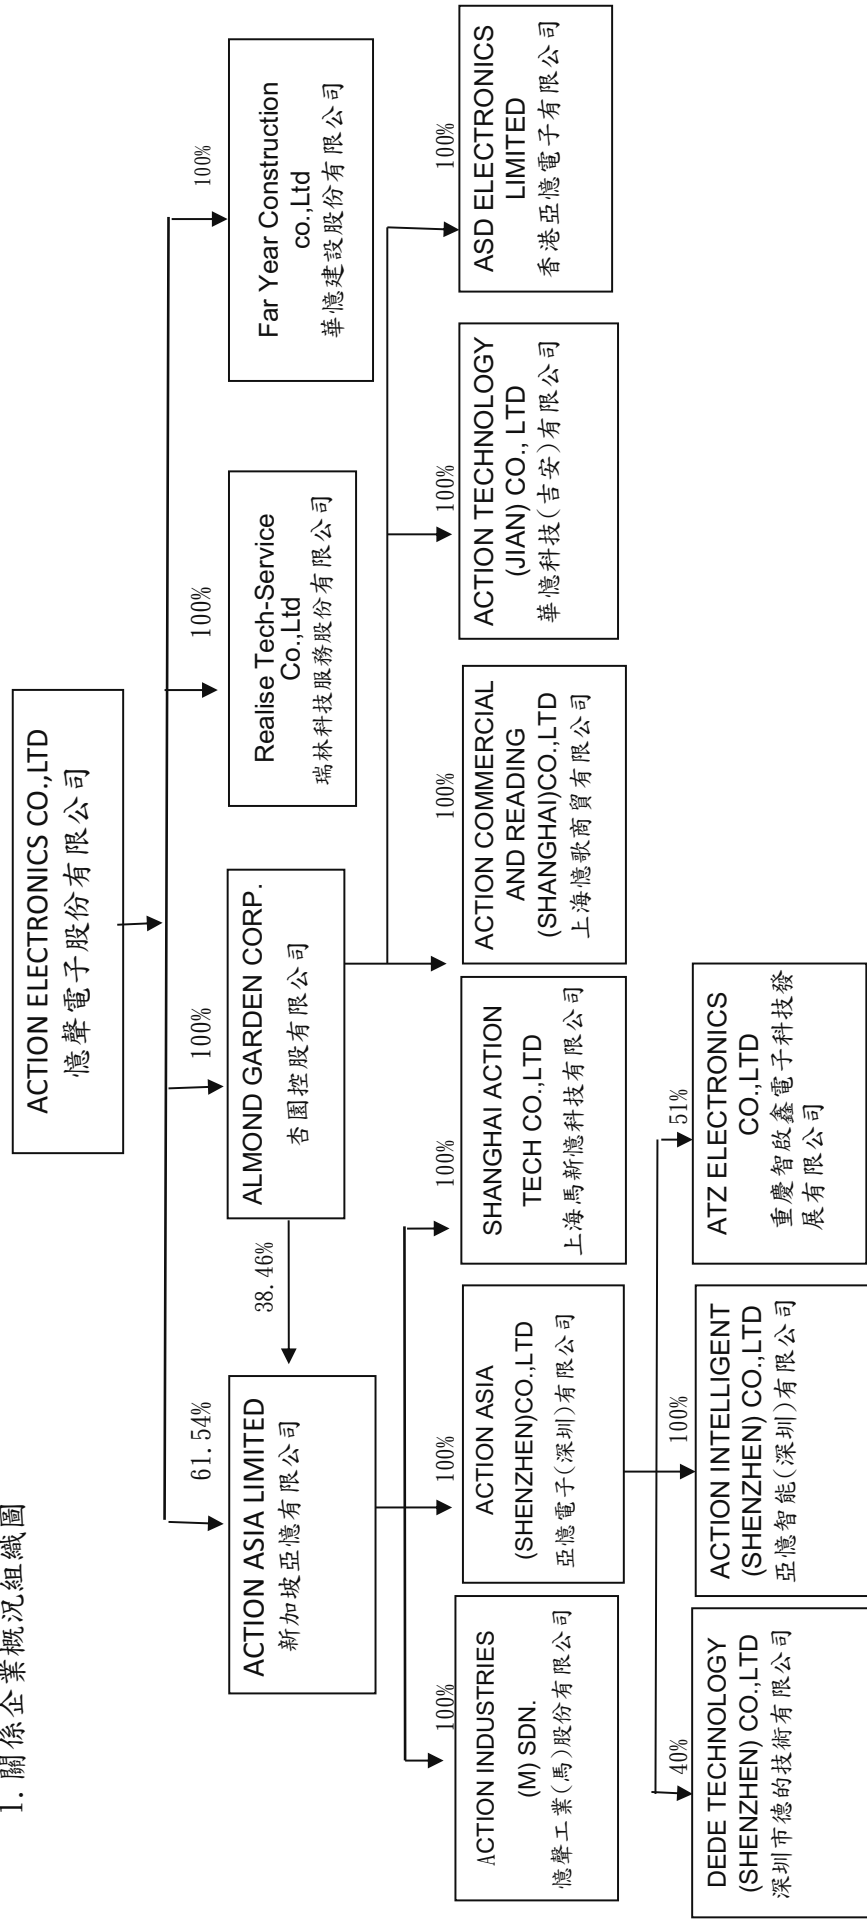 1.關係企業概況組織圖
ACTION ELECTRONICS CO.,LTD
憶聲電子股份有限公司
61.54%
100%
100%
100%
ACTION ASIA LIMITED
新加坡亞憶有限公司
38.46%
ALMOND GARDEN CORP.
杏園控股有限公司
Realise Tech-Service
Co.,Ltd
瑞林科技服務股份有限公司
Far Year Construction
co.,Ltd
華憶建設股份有限公司
100%
100%
100%
100%
100%
100%
ACTION INDUSTRIES
(M) SDN.
憶聲工業(馬)股份有限公司
ACTION ASIA
(SHENZHEN)CO.,LTD
亞憶電子(深圳)有限公司
SHANGHAI ACTION
TECH CO.,LTD
上海馬新憶科技有限公司
ACTION COMMERCIAL
AND READING
(SHANGHAI)CO.,LTD
上海憶歌商貿有限公司
ACTION TECHNOLOGY
(JIAN) CO., LTD
華憶科技(吉安)有限公司
ASD ELECTRONICS
LIMITED
香港亞憶電子有限公司
40%
100%
51%
DEDE TECHNOLOGY
(SHENZHEN) CO.,LTD
深圳市德的技術有限公司
ACTION INTELLIGENT
(SHENZHEN) CO.,LTD
亞憶智能(深圳)有限公司
ATZ ELECTRONICS
CO.,LTD
重慶智啟鑫電子科技發
展有限公司